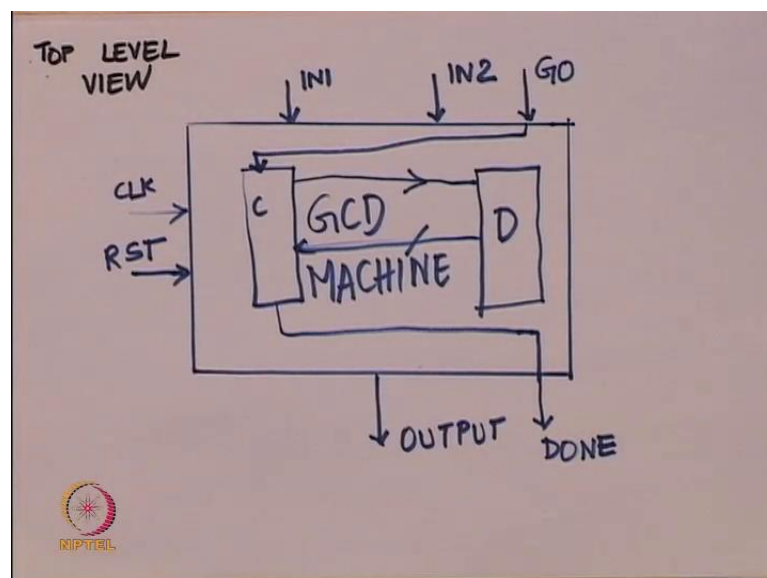 TOP LEVEL
VIEW
IN1
IN2
GO
CLK
RST
C
GCD
MACHINE
D
OUTPUT
DONE
NPTEL